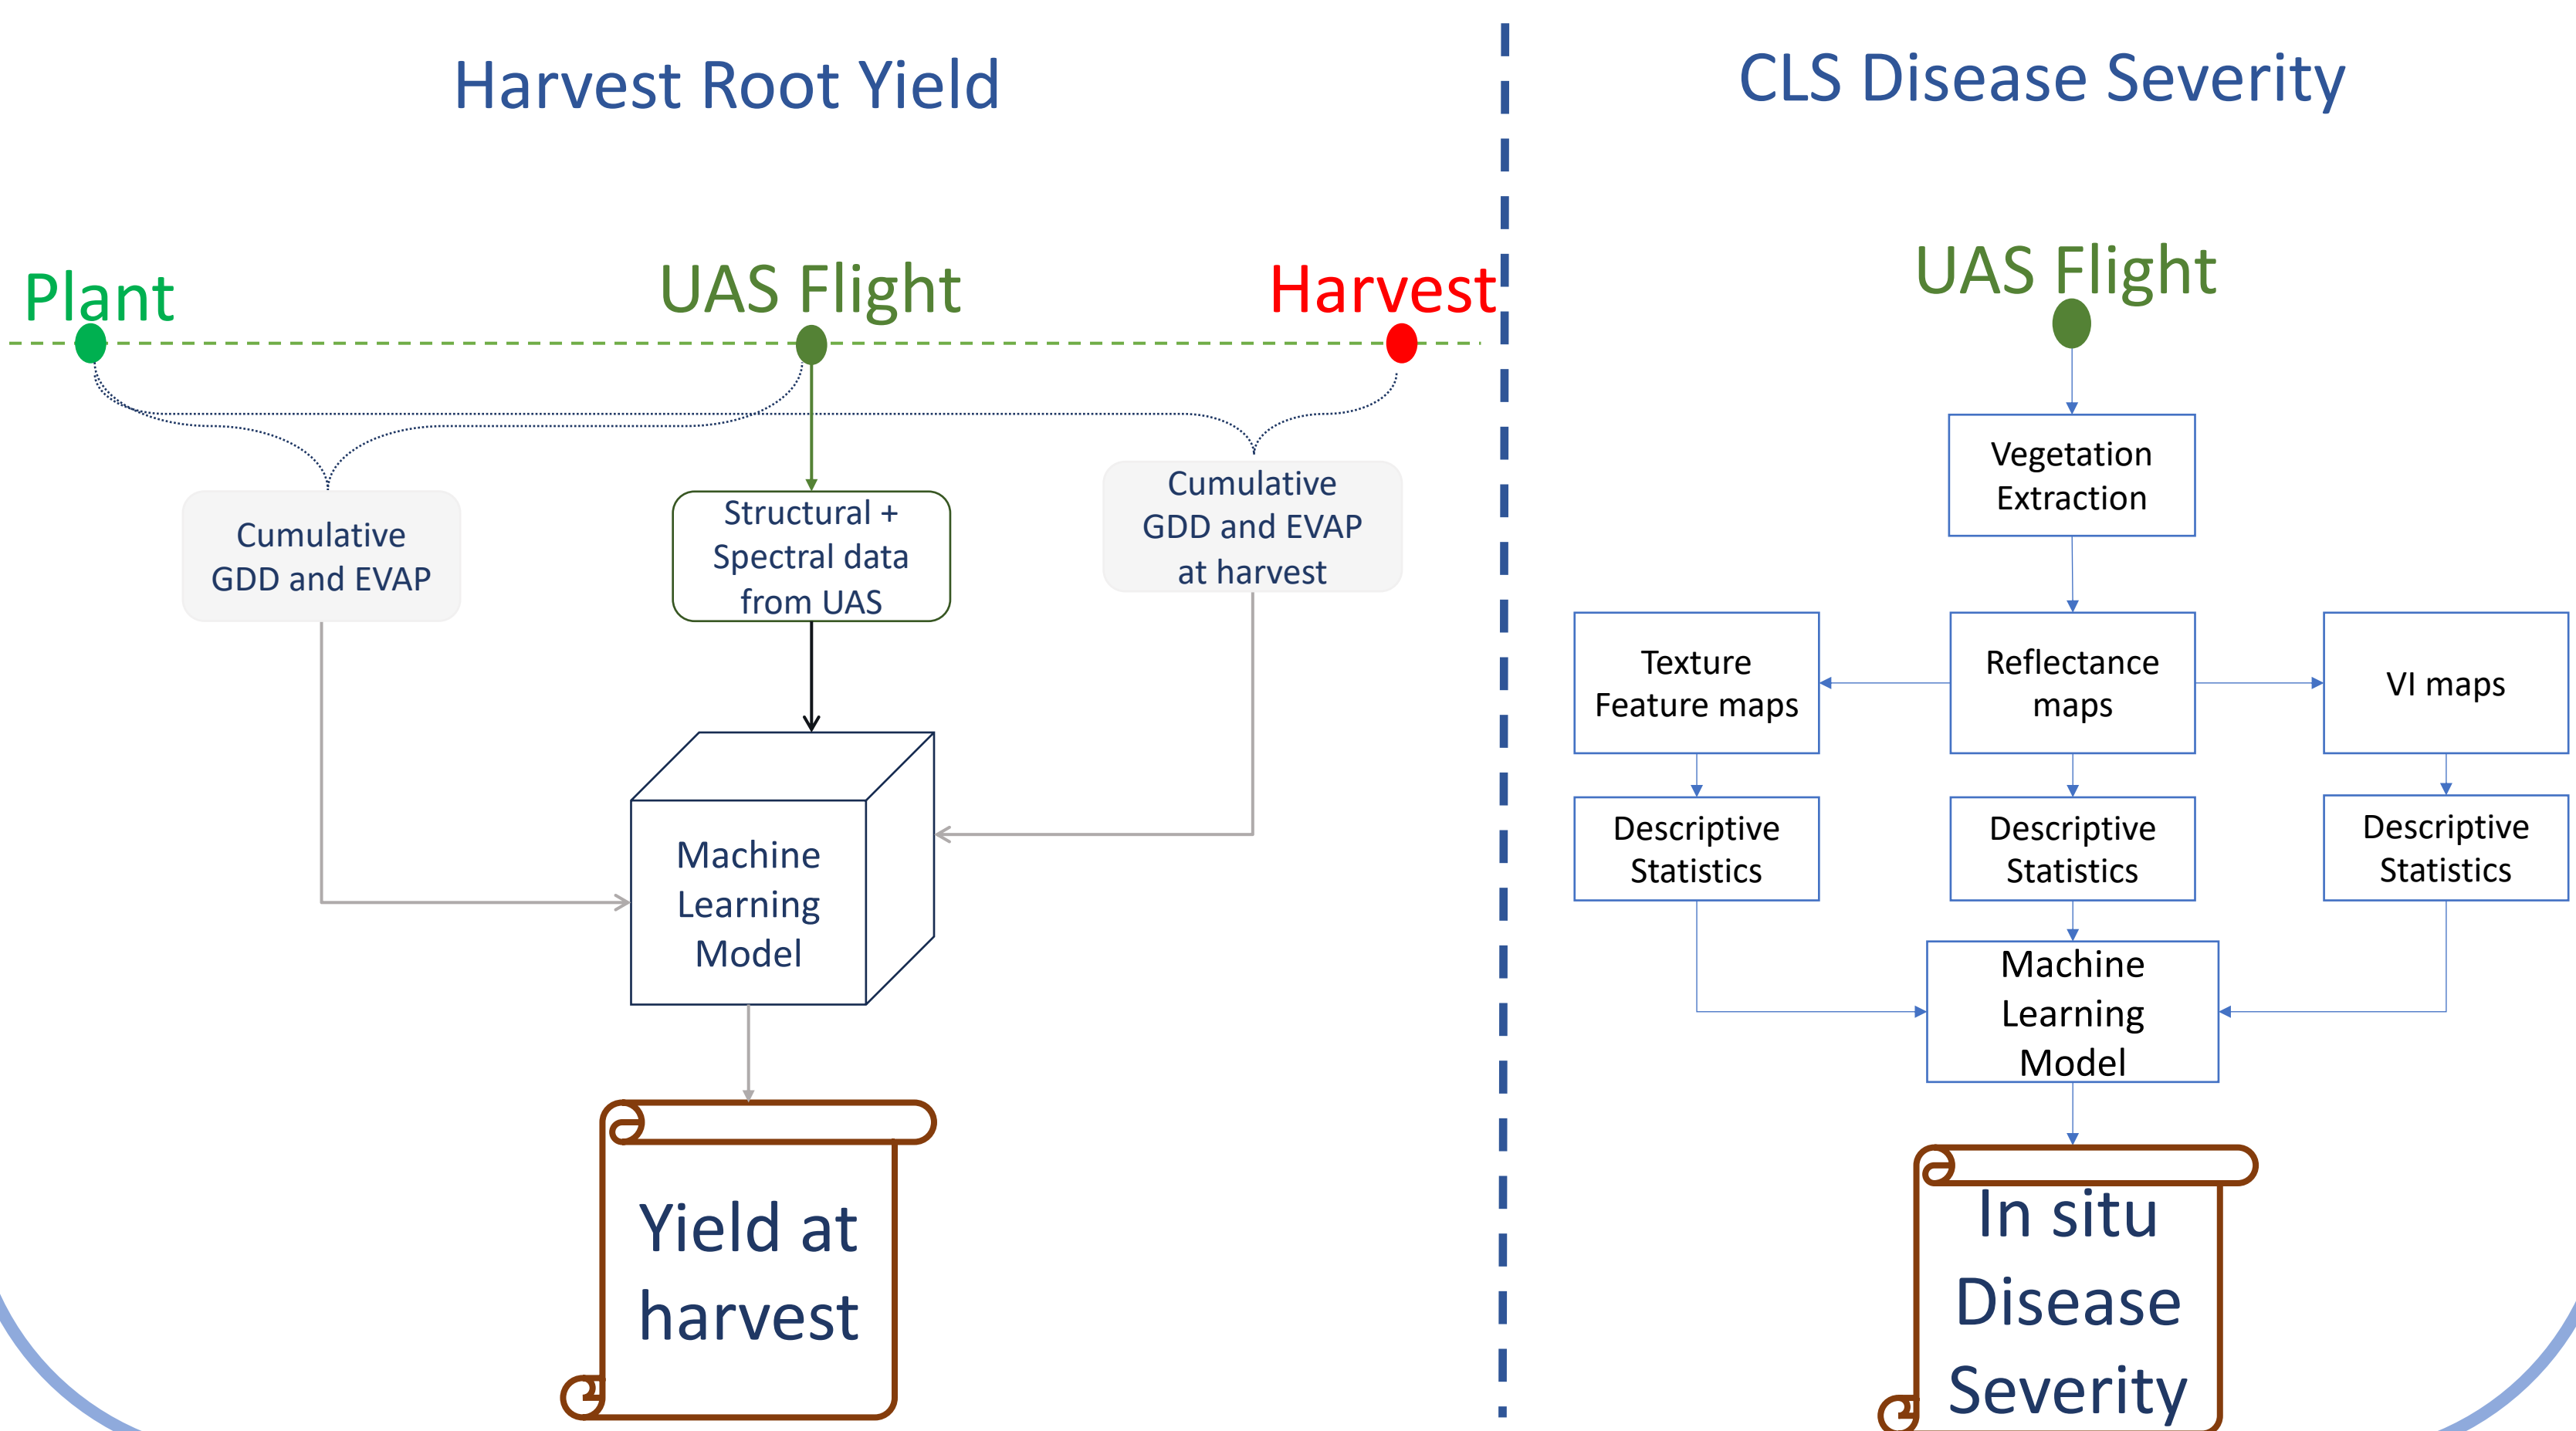 Harvest Root Yield
Plant
UAS Flight
Harvest
Cumulative
GDD and EVAP
Structural +
Spectral data
from UAS
Cumulative
GDD and EVAP
at harvest
Machine
Learning
Model
Yield at
harvest
CLS Disease Severity
UAS Flight
Vegetation
Extraction
Texture
Feature maps
Reflectance
maps
VI maps
Descriptive
Statistics
Descriptive
Statistics
Descriptive
Statistics
Machine
Learning
Model
In situ
Disease
Severity